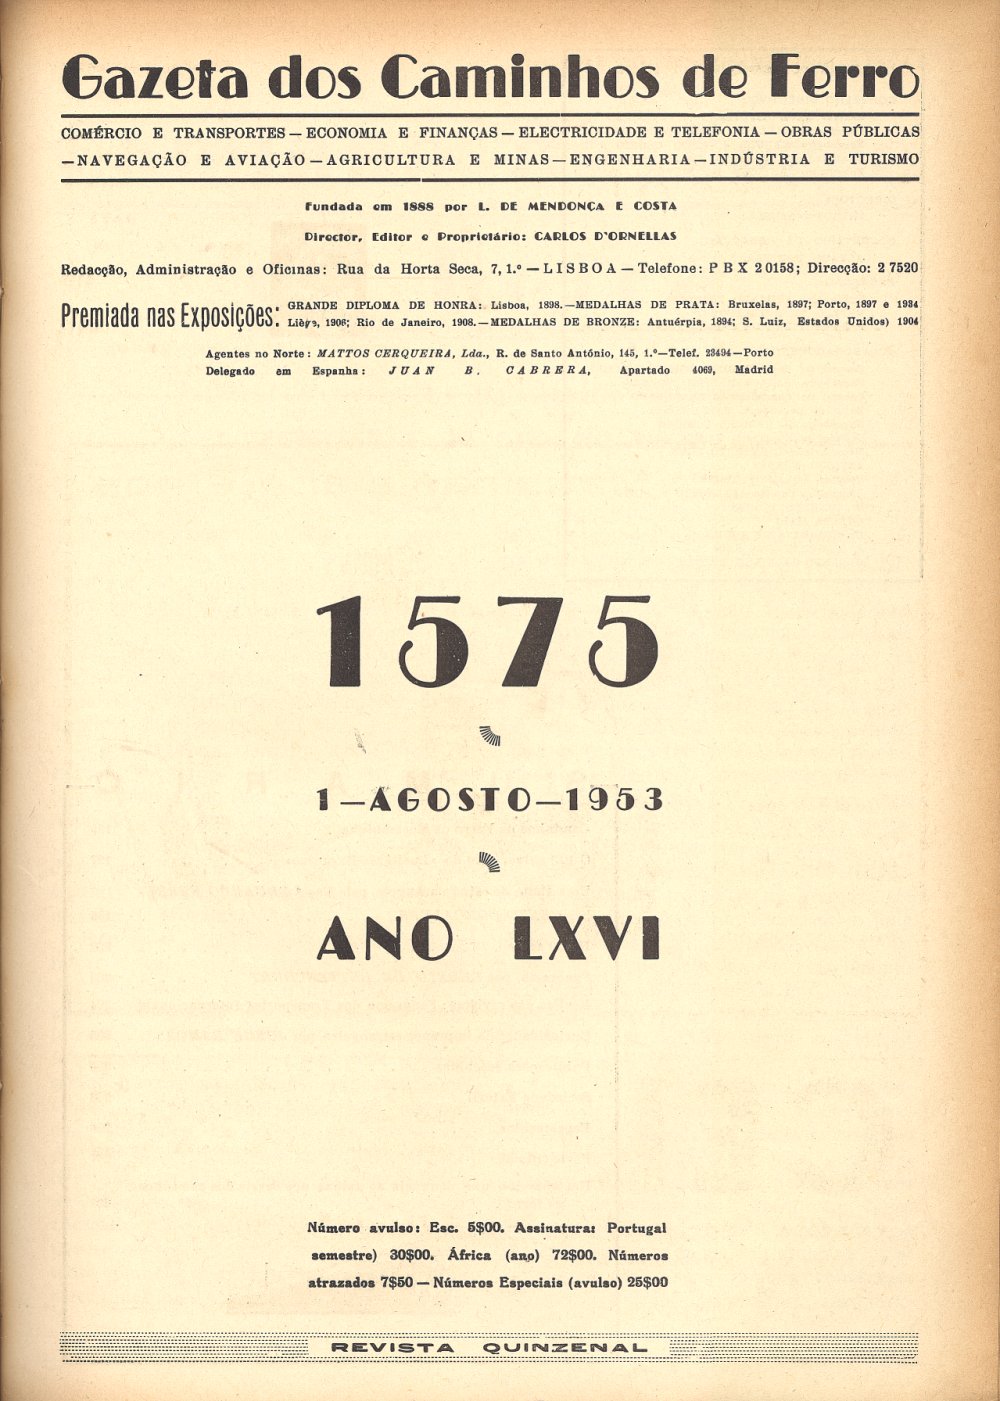 Gazeta dos Caminhos de Ferro
COMÉRCIO E TRANSPORTES — ECONOMIA E FINANÇAS — ELECTRICIDADE E TELEFONIA — OBRAS PÚBLICAS
— NAVEGAÇÃO E AVIAÇÃO — AGRICULTURA E MINAS — ENGENHARIA — INDÚSTRIA E TURISMO
Fundada em 1888 por L. DE MENDONÇA E COSTA
Director, Editor e Proprietário: CARLOS D'ORNELLAS
Redacção, Administração e Oficinas: Rua da Horta Seca, 7, 1.º — LISBOA — Telefone: PBX 20158; Direcção: 2 7520
Premiada nas Exposições:
GRANDE DIPLOMA DE HONRA: Lisboa, 1898. — MEDALHAS DE PRATA: Bruxelas, 1897; Porto, 1897 e 1934
Liège, 1906; Rio de Janeiro, 1908. — MEDALHAS DE BRONZE: Antuérpia, 1894; S. Luiz, Estados Unidos) 1904
Agentes no Norte: MATTOS CERQUEIRA, Lda., R. de Santo António, 145, 1.º — Telef. 23494 — Porto
Delegado em Espanha: JUAN B. CABRERA, Apartado 4069, Madrid
1575
1 — AGOSTO — 1953
ANO LXVI
Número avulso: Esc. 5$00. Assinatura: Portugal
semestre) 30$00. África (ano) 72$00. Números
atrazados 7$50 — Números Especiais (avulso) 25$00
REVISTA QUINZENAL